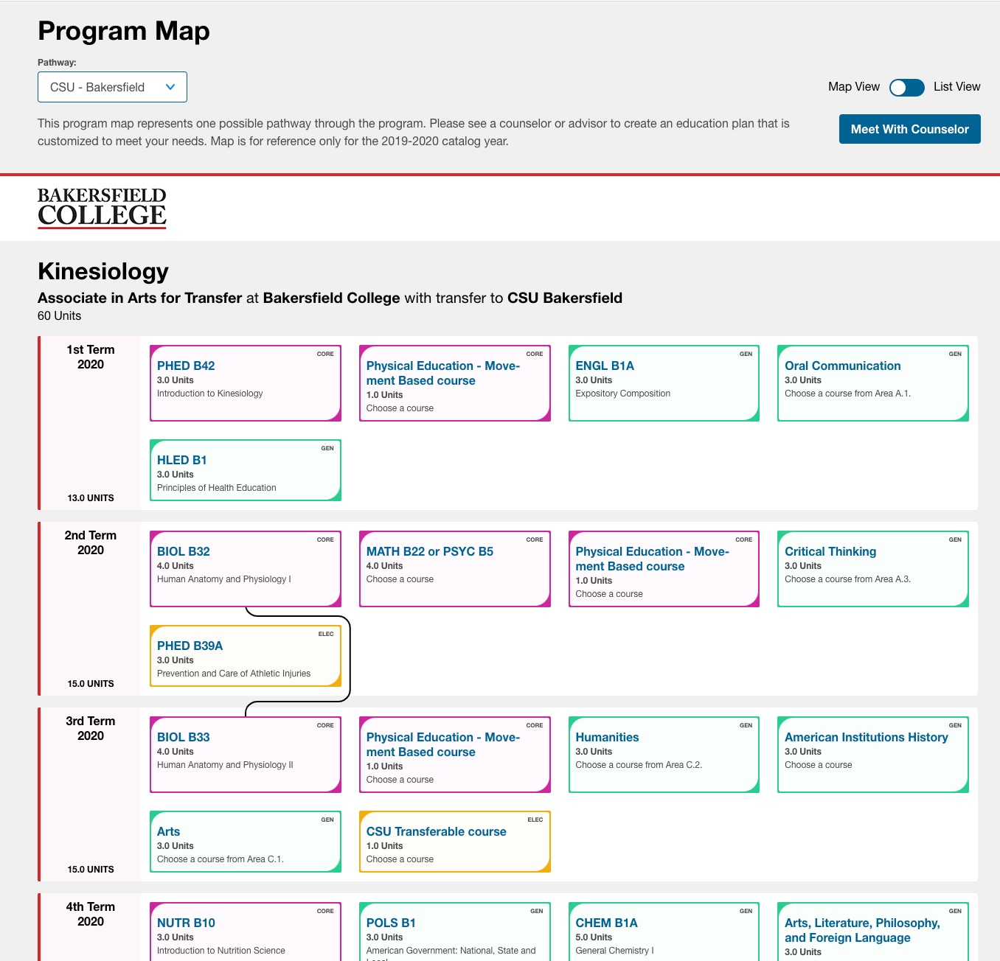 Program Map
Pathway:
CSU - Bakersfield
Map View
List View
This program map represents one possible pathway through the program. Please see a counselor or advisor to create an education plan that is
customized to meet your needs. Map is for reference only for the 2019-2020 catalog year.
Meet With Counselor
BAKERSFIELD
COLLEGE
Kinesiology
Associate in Arts for Transfer at Bakersfield College with transfer to CSU Bakersfield
60 Units
1st Term
2020
13.0 UNITS
CORE
PHED B42
3.0 Units
Introduction to Kinesiology
CORE
Physical Education - Move-
ment Based course
1.0 Units
Choose a course
GEN
ENGL B1A
3.0 Units
Expository Composition
GEN
Oral Communication
3.0 Units
Choose a course from Area A.1.
GEN
HLED B1
3.0 Units
Principles of Health Education
2nd Term
2020
15.0 UNITS
CORE
BIOL B32
4.0 Units
Human Anatomy and Physiology I
CORE
MATH B22 or PSYC B5
4.0 Units
Choose a course
CORE
Physical Education - Move-
ment Based course
1.0 Units
Choose a course
GEN
Critical Thinking
3.0 Units
Choose a course from Area A.3.
ELEC
PHED B39A
3.0 Units
Prevention and Care of Athletic Injuries
3rd Term
2020
15.0 UNITS
CORE
BIOL B33
4.0 Units
Human Anatomy and Physiology II
CORE
Physical Education - Move-
ment Based course
1.0 Units
Choose a course
GEN
Humanities
3.0 Units
Choose a course from Area C.2.
GEN
American Institutions History
3.0 Units
Choose a course
GEN
Arts
3.0 Units
Choose a course from Area C.1.
ELEC
CSU Transferable course
1.0 Units
Choose a course
4th Term
2020
CORE
NUTR B10
3.0 Units
Introduction to Nutrition Science
GEN
POLS B1
3.0 Units
American Government: National, State and
GEN
CHEM B1A
5.0 Units
General Chemistry I
GEN
Arts, Literature, Philosophy,
and Foreign Language
3.0 Units